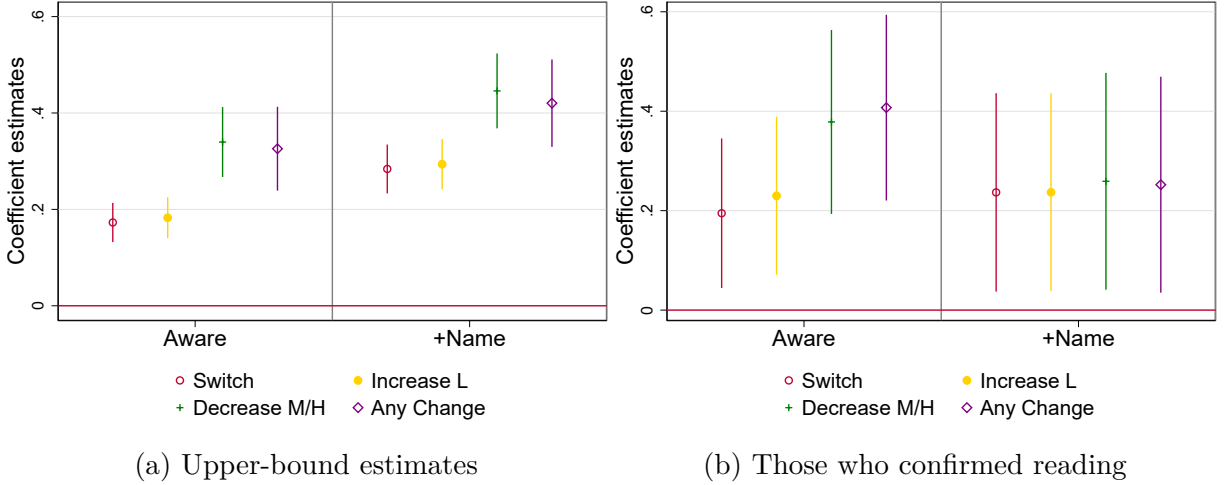 Coefficient estimates
.6
.4
.2
0
Aware
+Name
Switch
Increase L
Decrease M/H
Any Change
(a) Upper-bound estimates
Coefficient estimates
.6
.4
.2
0
Aware
+Name
Switch
Increase L
Decrease M/H
Any Change
(b) Those who confirmed reading